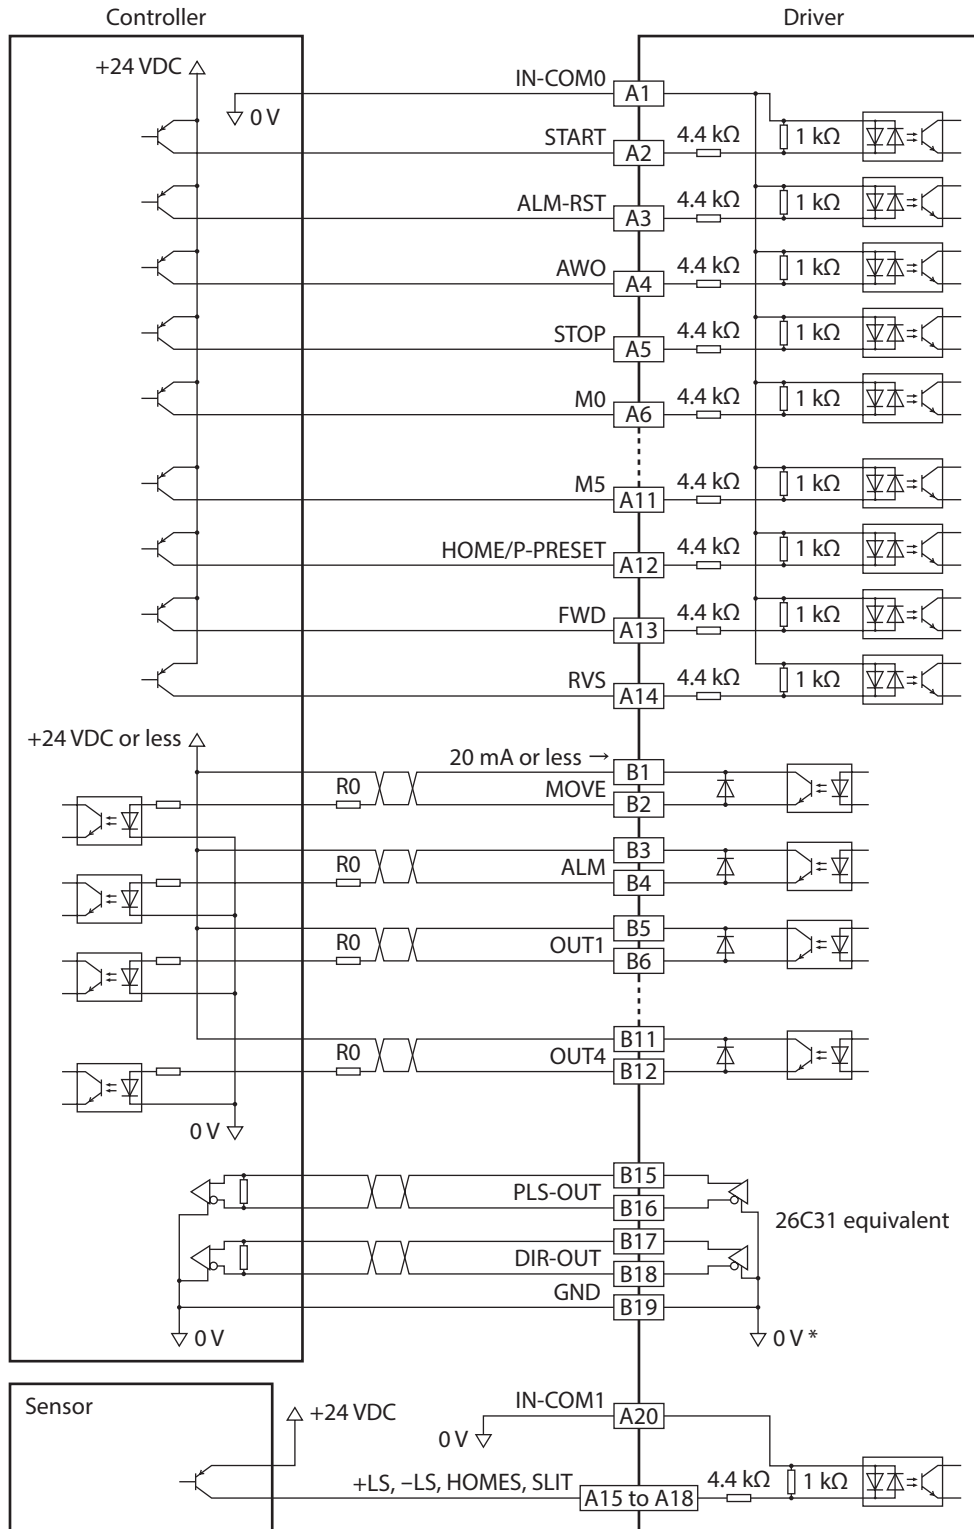 Controller
Driver
+24 VDC
IN-COM0
A1
0 V
START
A2
4.4 kΩ
1 kΩ
ALM-RST
A3
4.4 kΩ
1 kΩ
AWO
A4
4.4 kΩ
1 kΩ
STOP
A5
4.4 kΩ
1 kΩ
M0
A6
4.4 kΩ
1 kΩ
M5
A11
4.4 kΩ
1 kΩ
HOME/P-PRESET
A12
4.4 kΩ
1 kΩ
FWD
A13
4.4 kΩ
1 kΩ
RVS
A14
4.4 kΩ
1 kΩ
+24 VDC or less
20 mA or less →
B1
R0
MOVE
B2
B3
R0
ALM
B4
B5
R0
OUT1
B6
B11
R0
OUT4
B12
0 V
B15
PLS-OUT
B16
26C31 equivalent
B17
DIR-OUT
B18
GND
B19
0 V
0 V *
Sensor
+24 VDC
IN-COM1
A20
0 V
+LS, –LS, HOMES, SLIT
A15 to A18
4.4 kΩ
1 kΩ